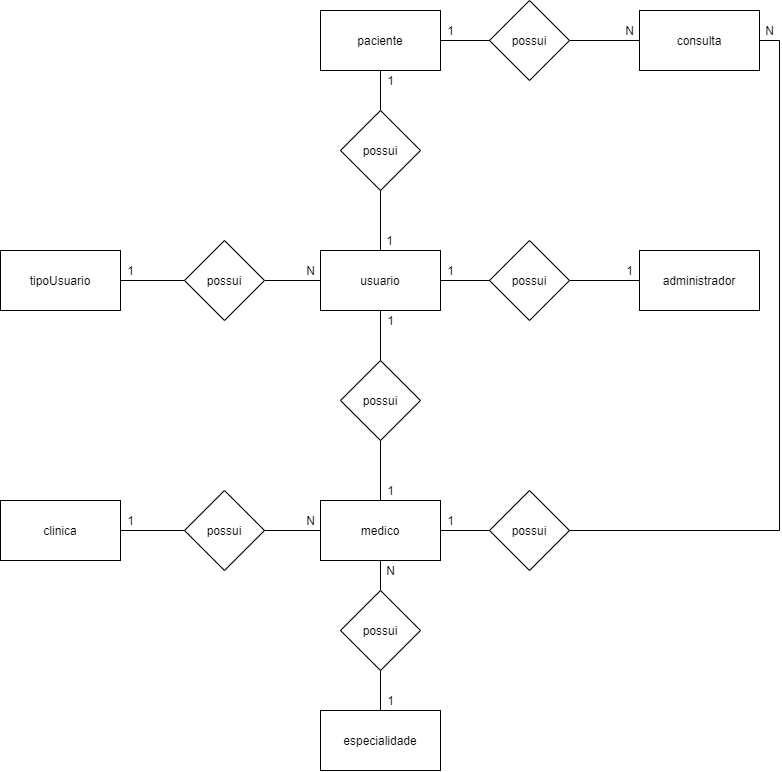 paciente
1
possui
N
consulta
N
1
possui
1
tipoUsuario
1
possui
N
usuario
1
possui
1
administrador
1
possui
1
clinica
1
possui
N
medico
1
possui
N
possui
1
especialidade